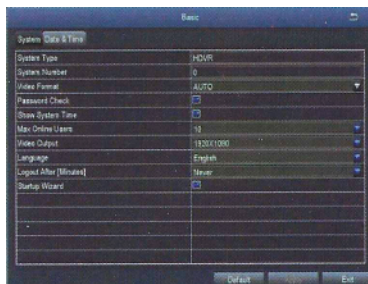 Basic
System Date & Time
System Type HDVR
System Number 0
Video Format AUTO
Password Check
Show System Time
Max Online Users 10
Video Output 1920X1080
Language English
Logout After [Minutes] Never
Startup Wizard
Default Apply Exit